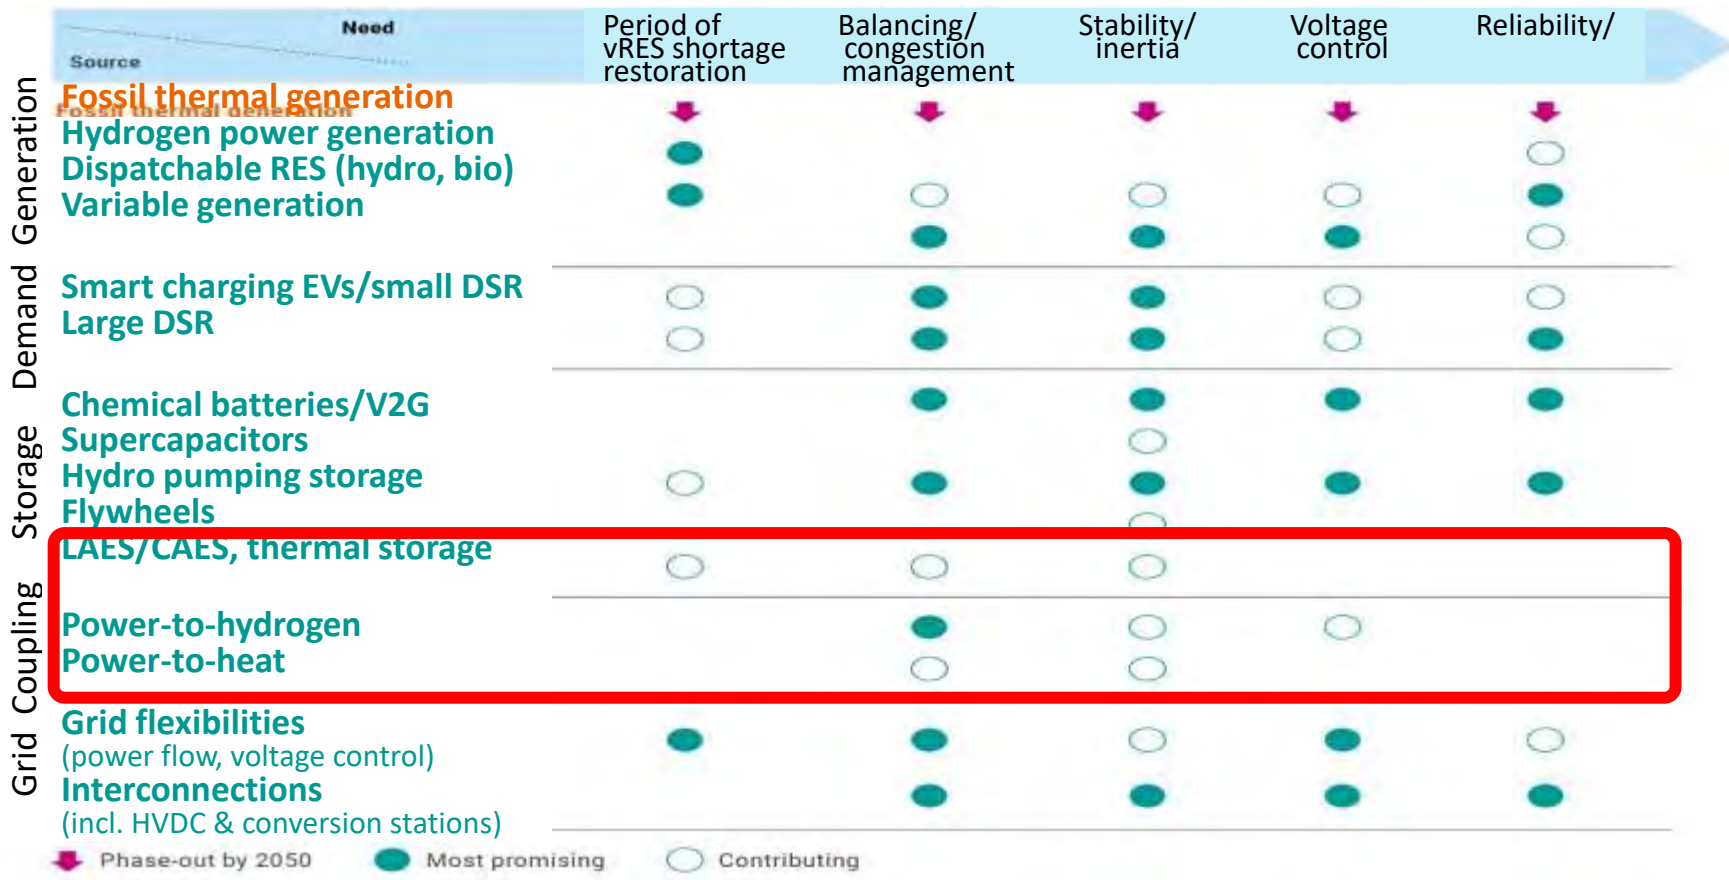 Need
Source
Period of
vRES shortage
restoration
Balancing/
congestion
management
Stability/
inertia
Voltage
control
Reliability/
Generation
Fossil thermal generation
Fossil thermal generation
Hydrogen power generation
Dispatchable RES (hydro, bio)
Variable generation
Demand
Smart charging EVs/small DSR
Large DSR
Storage
Chemical batteries/V2G
Supercapacitors
Hydro pumping storage
Flywheels
LAES/CAES, thermal storage
Coupling
Power-to-hydrogen
Power-to-heat
Grid
Grid flexibilities
(power flow, voltage control)
Interconnections
(incl. HVDC & conversion stations)
Phase-out by 2050
Most promising
Contributing